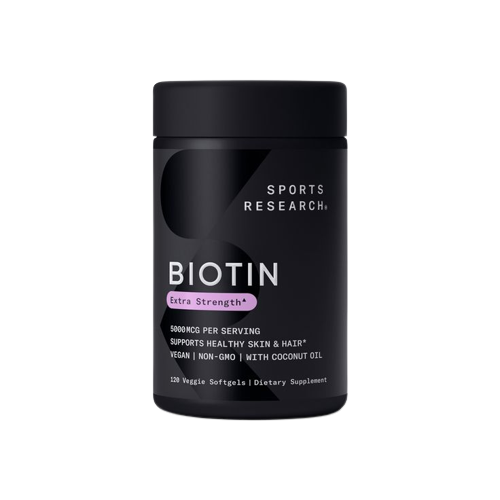 SPORTS
RESEARCH®
BIOTIN
Extra Strength^
5000MCG PER SERVING
SUPPORTS HEALTHY SKIN & HAIR*
VEGAN | NON-GMO | WITH COCONUT OIL
120 Veggie Softgels | Dietary Supplement